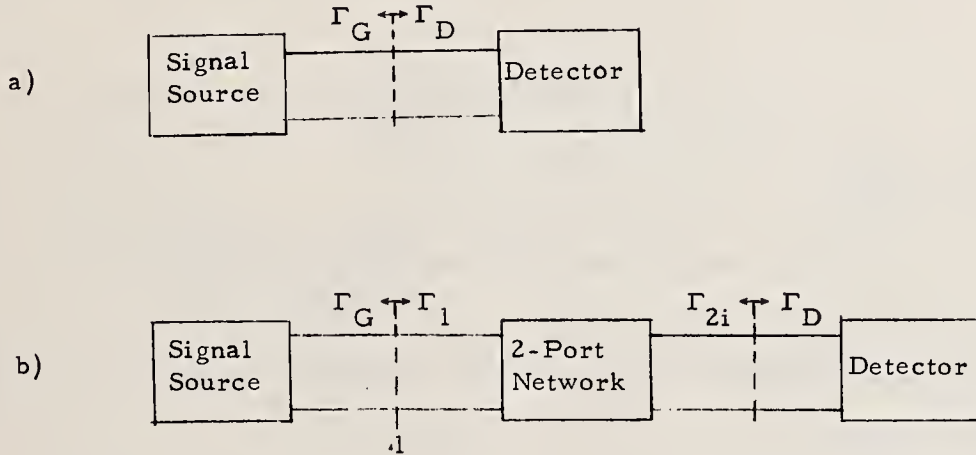 Γ_G Γ_D
a)
Signal
Source
Detector
Γ_G Γ_1
Γ_2i Γ_D
b)
Signal
Source
2-Port
Network
Detector
1